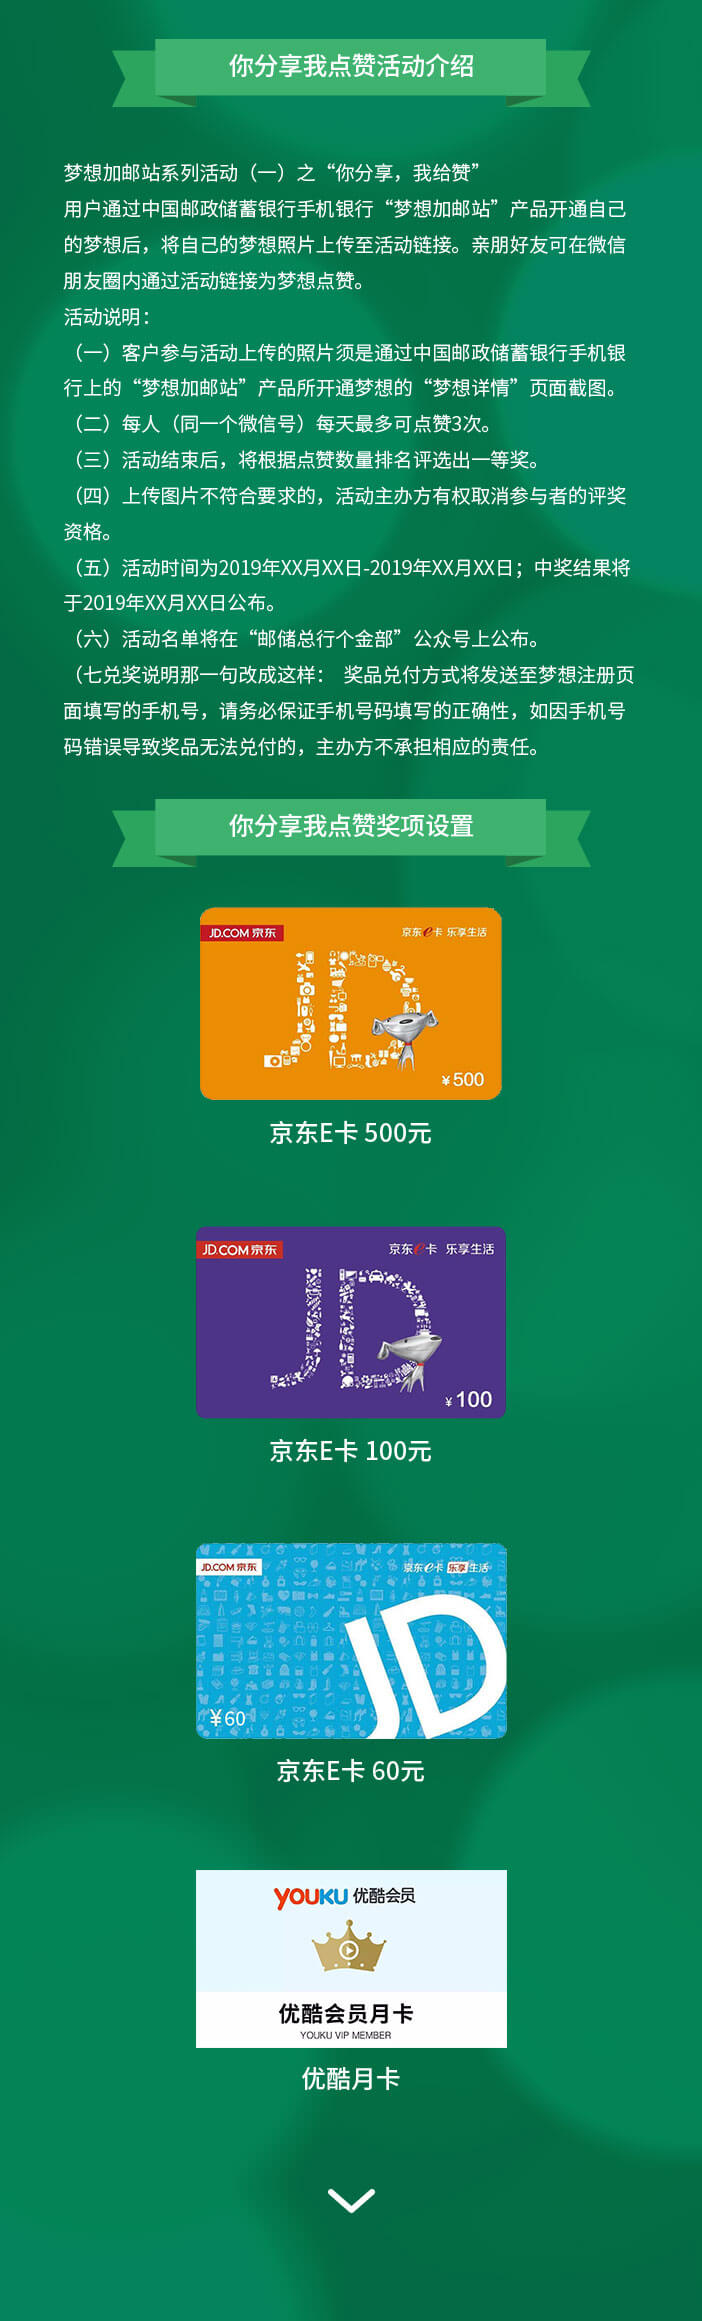 你分享我点赞活动介绍
梦想加邮站系列活动（一）之“你分享，我给赞”
用户通过中国邮政储蓄银行手机银行“梦想加邮站”产品开通自己
的梦想后，将自己的梦想照片上传至活动链接。亲朋好友可在微信
朋友圈内通过活动链接为梦想点赞。
活动说明：
（一）客户参与活动上传的照片须是通过中国邮政储蓄银行手机银
行上的“梦想加邮站”产品所开通梦想的“梦想详情”页面截图。
（二）每人（同一个微信号）每天最多可点赞3次。
（三）活动结束后，将根据点赞数量排名评选出一等奖。
（四）上传图片不符合要求的，活动主办方有权取消参与者的评奖
资格。
（五）活动时间为2019年XX月XX日-2019年XX月XX日；中奖结果将
于2019年XX月XX日公布。
（六）活动名单将在“邮储总行个金部”公众号上公布。
（七兑奖说明那一句改成这样： 奖品兑付方式将发送至梦想注册页
面填写的手机号，请务必保证手机号码填写的正确性，如因手机号
码错误导致奖品无法兑付的，主办方不承担相应的责任。
你分享我点赞奖项设置
JD.COM 京东
京东e卡 乐享生活
JD
¥500
京东E卡 500元
JD.COM 京东
京东e卡 乐享生活
JD
¥100
京东E卡 100元
JD.COM 京东
京东e卡 乐享生活
JD
¥60
京东E卡 60元
YOUKU 优酷会员
优酷会员月卡
YOUKU VIP MEMBER
优酷月卡